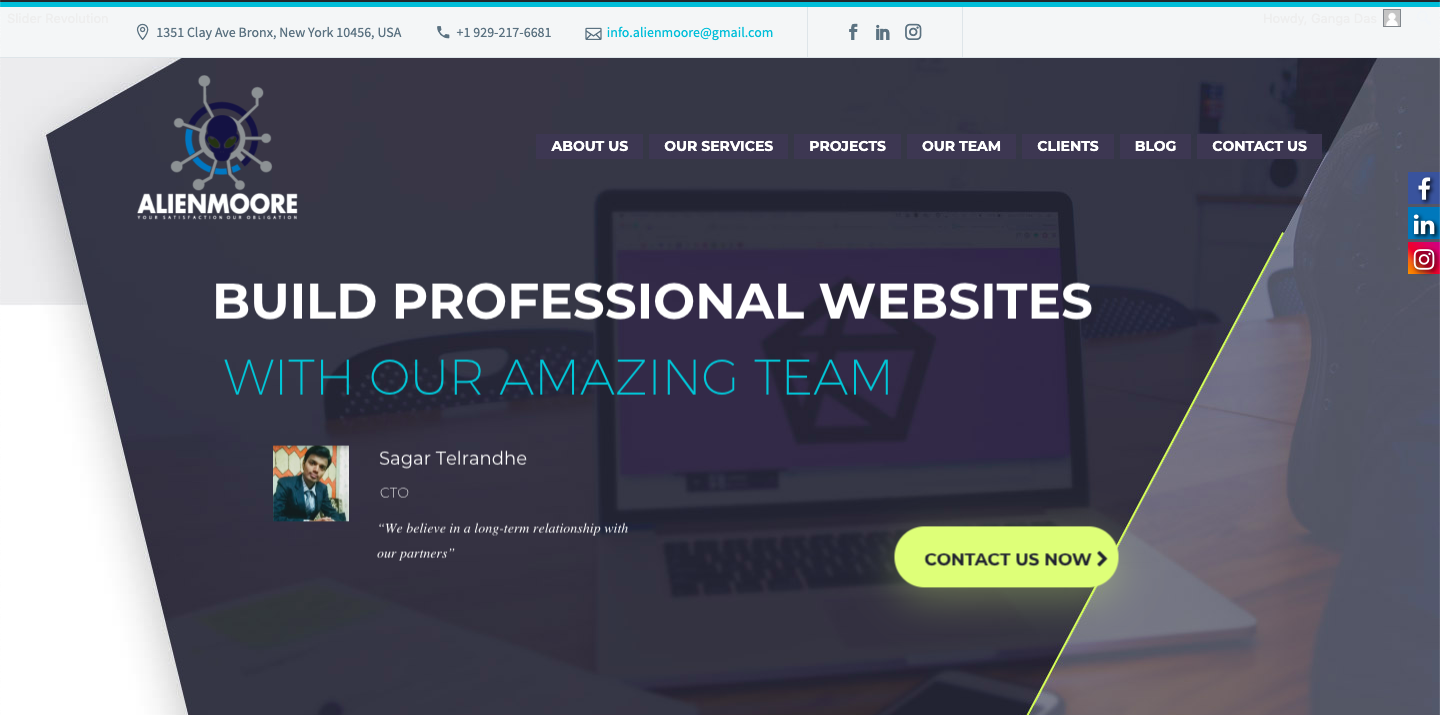 Slider Revolution
Howdy, Ganga Das
1351 Clay Ave Bronx, New York 10456, USA
+1 929-217-6681
info.alienmoore@gmail.com
ALIENMOORE
YOUR SATISFACTION OUR OBLIGATION
ABOUT US
OUR SERVICES
PROJECTS
OUR TEAM
CLIENTS
BLOG
CONTACT US
BUILD PROFESSIONAL WEBSITES
WITH OUR AMAZING TEAM
Sagar Telrandhe
CTO
“We believe in a long-term relationship with
our partners”
CONTACT US NOW